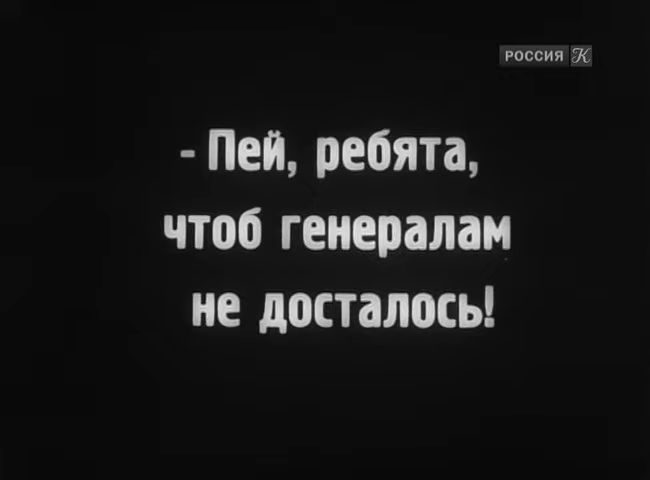 РОССИЯ К
- Пей, ребята,
чтоб генералам
не досталось!